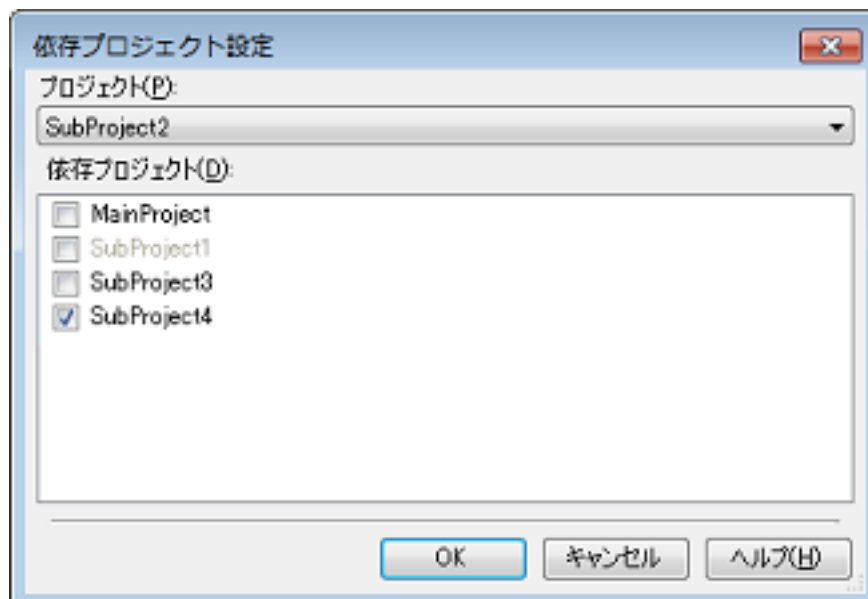 依存プロジェクト設定
プロジェクト(P):
SubProject2
依存プロジェクト(D):
MainProject
SubProject1
SubProject3
SubProject4
OK キャンセル ヘルプ(H)